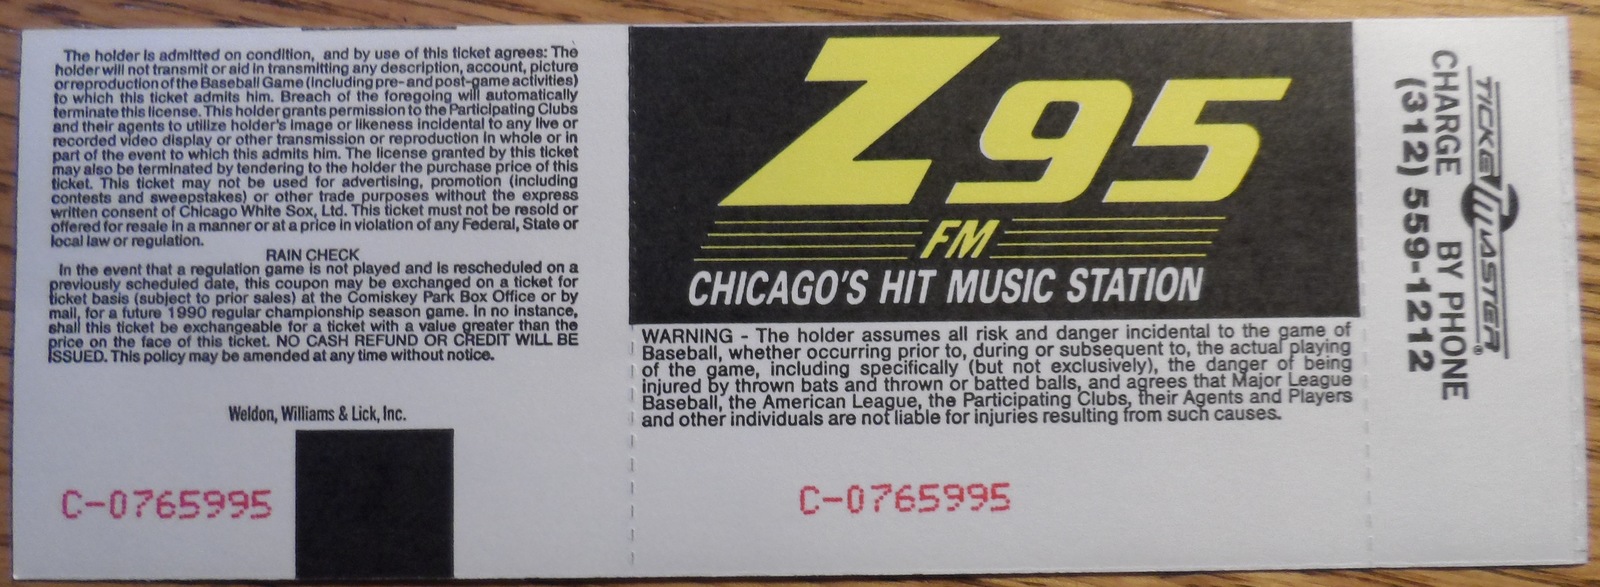 The holder is admitted on condition, and by use of this ticket agrees: The
holder will not transmit or aid in transmitting any description, account, picture
or reproduction of the Baseball Game (Including pre- and post-game activities)
to which this ticket admits him. Breach of the foregoing will automatically
terminate this license. This holder grants permission to the Participating Clubs
and their agents to utilize holder's image or likeness incidental to any live or
recorded video display or other transmission or reproduction in whole or in
part of the event to which this admits him. The license granted by this ticket
may also be terminated by tendering to the holder the purchase price of this
ticket. This ticket may not be used for advertising, promotion (including
contests and sweepstakes) or other trade purposes without the express
written consent of Chicago White Sox, Ltd. This ticket must not be resold or
offered for resale in a manner or at a price in violation of any Federal, State or
local law or regulation.
RAIN CHECK
In the event that a regulation game is not played and is rescheduled on a
previously scheduled date, this coupon may be exchanged on a ticket for
ticket basis (subject to prior sales) at the Comiskey Park Box Office or by
mail, for a future 1990 regular championship season game. In no instance,
shall this ticket be exchangeable for a ticket with a value greater than the
price on the face of this ticket. NO CASH REFUND OR CREDIT WILL BE
ISSUED. This policy may be amended at any time without notice.
Weldon, Williams & Lick, Inc.
C-0765995
Z95
FM
CHICAGO'S HIT MUSIC STATION
WARNING - The holder assumes all risk and danger incidental to the game of
Baseball, whether occurring prior to, during or subsequent to, the actual playing
of the game, including specifically (but not exclusively), the danger of being
injured by thrown bats and thrown or batted balls, and agrees that Major League
Baseball, the American League, the Participating Clubs, their Agents and Players
and other individuals are not liable for injuries resulting from such causes.
C-0765995
TICKETMASTER®
CHARGE BY PHONE
(312) 559-1212